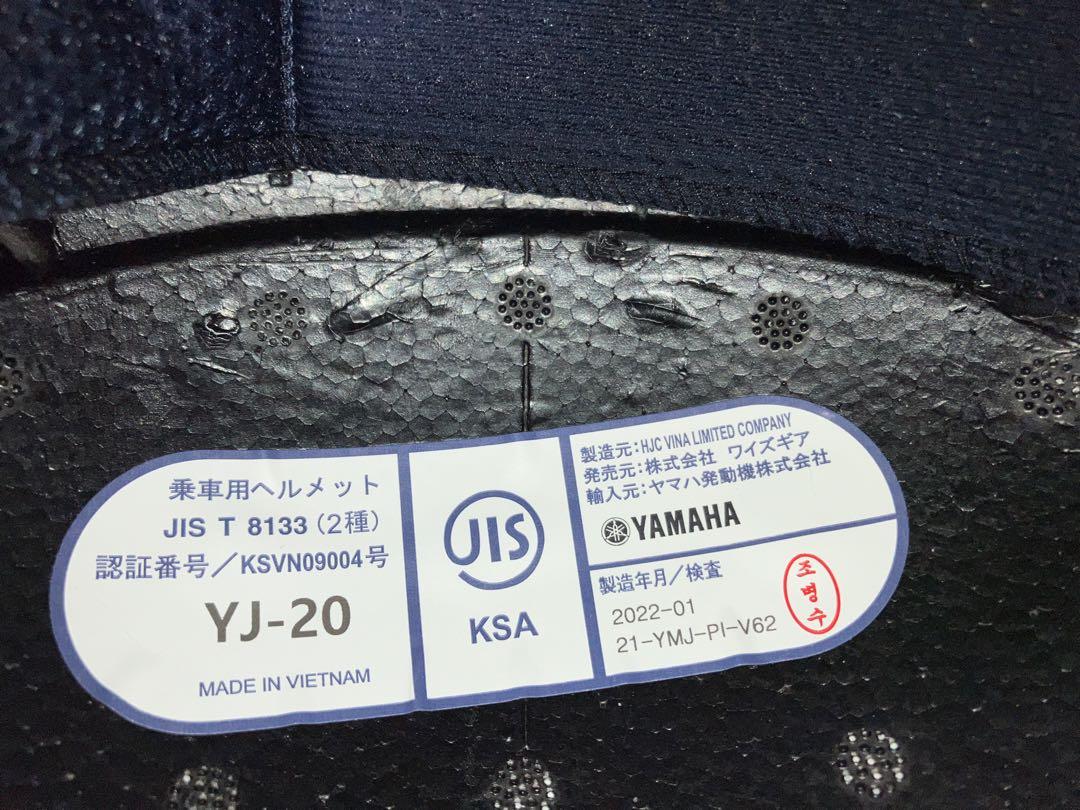 乗車用ヘルメット
JIS T 8133(2種)
認証番号/KSVN09004号
YJ-20
MADE IN VIETNAM
JIS
KSA
製造元:HJC VINA LIMITED COMPANY
発売元:株式会社 ワイズギア
輸入元:ヤマハ発動機株式会社
YAMAHA
製造年月/検査
2022-01
21-YMJ-PI-V62
조병수